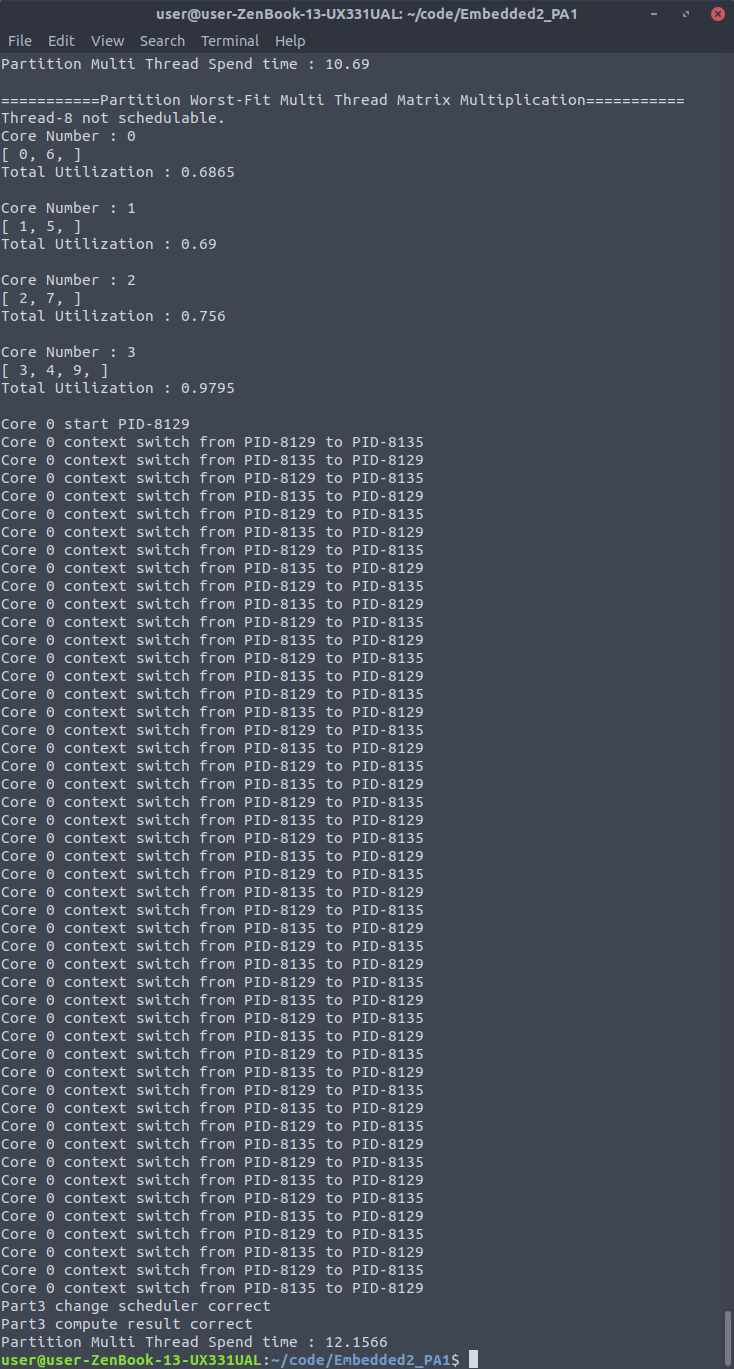 user@user-ZenBook-13-UX331UAL: ~/code/Embedded2_PA1
File Edit View Search Terminal Help
Partition Multi Thread Spend time : 10.69
===========Partition Worst-Fit Multi Thread Matrix Multiplication===========
Thread-8 not schedulable.
Core Number : 0
[ 0, 6, ]
Total Utilization : 0.6865
Core Number : 1
[ 1, 5, ]
Total Utilization : 0.69
Core Number : 2
[ 2, 7, ]
Total Utilization : 0.756
Core Number : 3
[ 3, 4, 9, ]
Total Utilization : 0.9795
Core 0 start PID-8129
Core 0 context switch from PID-8129 to PID-8135
Core 0 context switch from PID-8135 to PID-8129
Core 0 context switch from PID-8129 to PID-8135
Core 0 context switch from PID-8135 to PID-8129
Core 0 context switch from PID-8129 to PID-8135
Core 0 context switch from PID-8135 to PID-8129
Core 0 context switch from PID-8129 to PID-8135
Core 0 context switch from PID-8135 to PID-8129
Core 0 context switch from PID-8129 to PID-8135
Core 0 context switch from PID-8135 to PID-8129
Core 0 context switch from PID-8129 to PID-8135
Core 0 context switch from PID-8135 to PID-8129
Core 0 context switch from PID-8129 to PID-8135
Core 0 context switch from PID-8135 to PID-8129
Core 0 context switch from PID-8129 to PID-8135
Core 0 context switch from PID-8135 to PID-8129
Core 0 context switch from PID-8129 to PID-8135
Core 0 context switch from PID-8135 to PID-8129
Core 0 context switch from PID-8129 to PID-8135
Core 0 context switch from PID-8135 to PID-8129
Core 0 context switch from PID-8129 to PID-8135
Core 0 context switch from PID-8135 to PID-8129
Core 0 context switch from PID-8129 to PID-8135
Core 0 context switch from PID-8135 to PID-8129
Core 0 context switch from PID-8129 to PID-8135
Core 0 context switch from PID-8135 to PID-8129
Core 0 context switch from PID-8129 to PID-8135
Core 0 context switch from PID-8135 to PID-8129
Core 0 context switch from PID-8129 to PID-8135
Core 0 context switch from PID-8135 to PID-8129
Core 0 context switch from PID-8129 to PID-8135
Core 0 context switch from PID-8135 to PID-8129
Core 0 context switch from PID-8129 to PID-8135
Core 0 context switch from PID-8135 to PID-8129
Core 0 context switch from PID-8129 to PID-8135
Core 0 context switch from PID-8135 to PID-8129
Core 0 context switch from PID-8129 to PID-8135
Core 0 context switch from PID-8135 to PID-8129
Core 0 context switch from PID-8129 to PID-8135
Core 0 context switch from PID-8135 to PID-8129
Core 0 context switch from PID-8129 to PID-8135
Core 0 context switch from PID-8135 to PID-8129
Core 0 context switch from PID-8129 to PID-8135
Core 0 context switch from PID-8135 to PID-8129
Core 0 context switch from PID-8129 to PID-8135
Core 0 context switch from PID-8135 to PID-8129
Core 0 context switch from PID-8129 to PID-8135
Core 0 context switch from PID-8135 to PID-8129
Part3 change scheduler correct
Part3 compute result correct
Partition Multi Thread Spend time : 12.1566
user@user-ZenBook-13-UX331UAL:~/code/Embedded2_PA1$